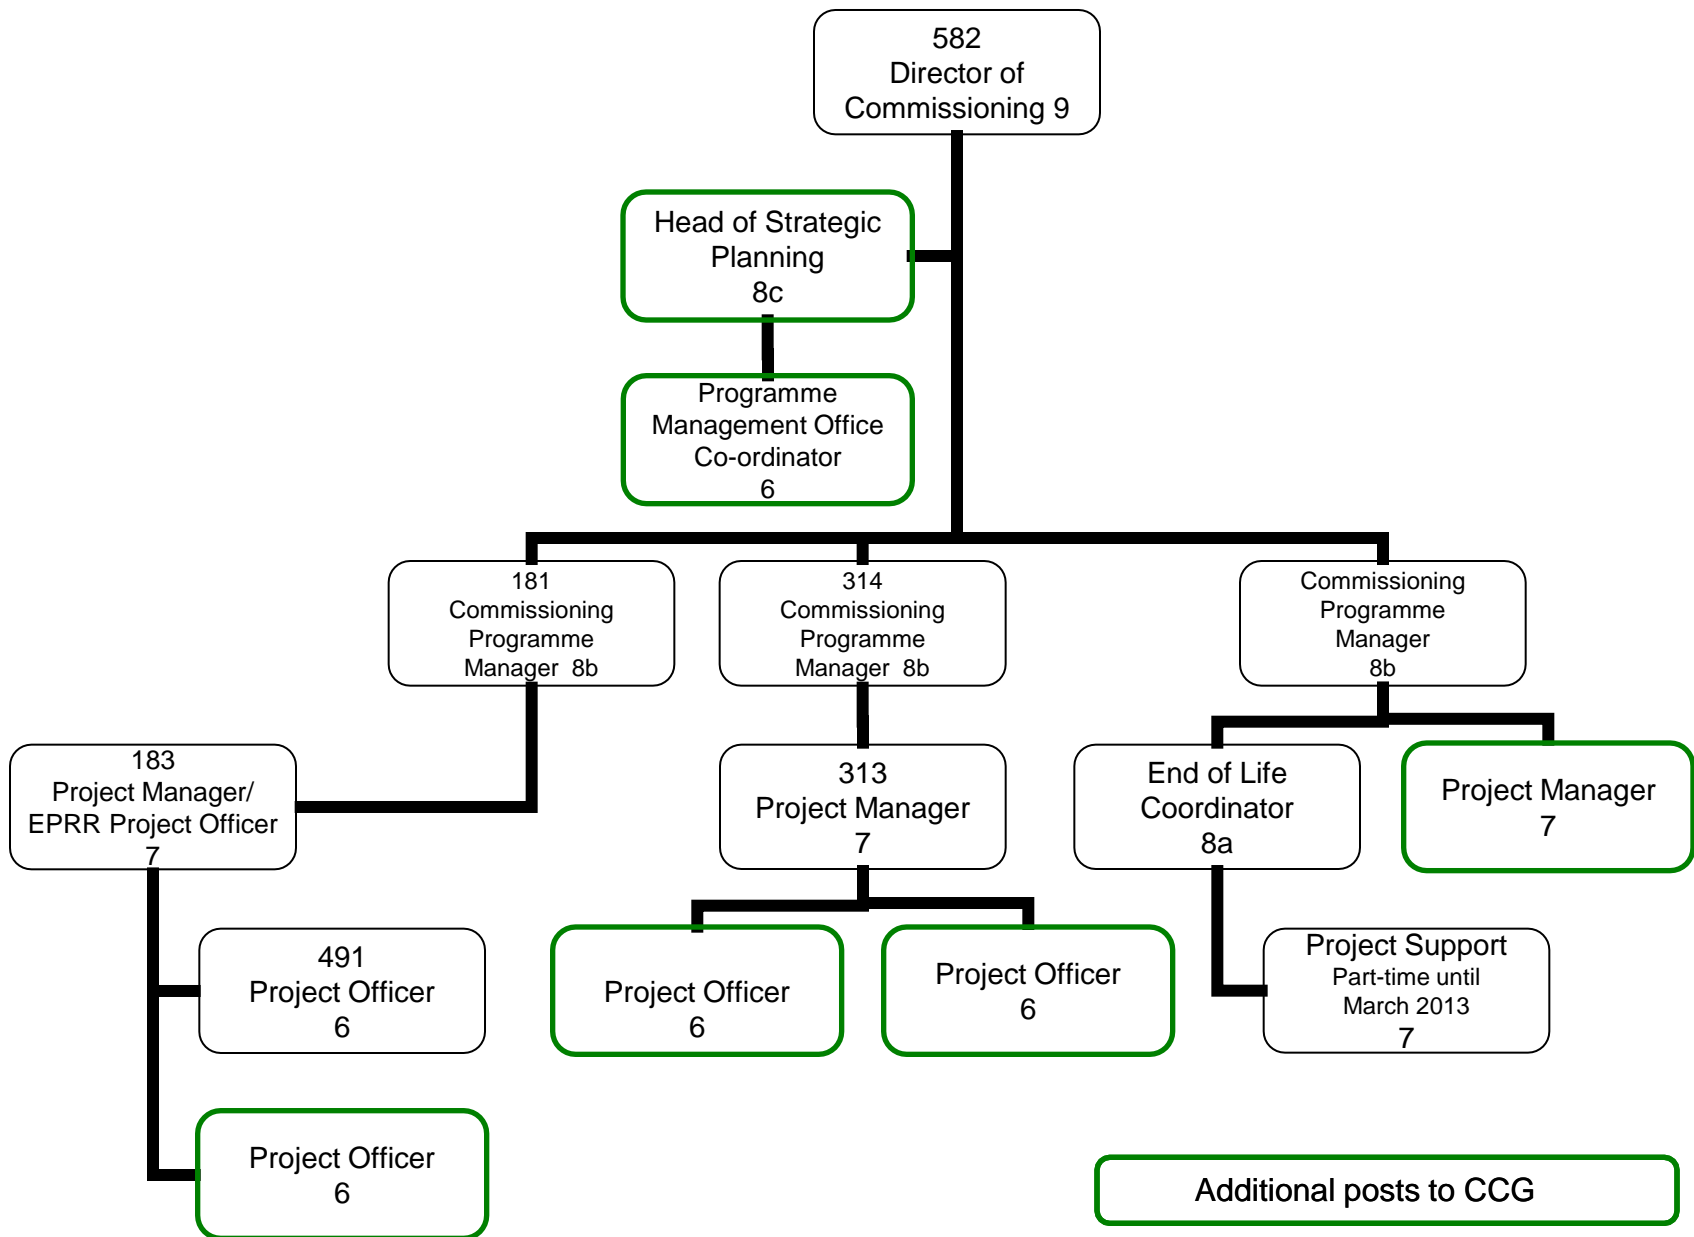 582
Director of
Commissioning 9
Head of Strategic
Planning
8c
Programme
Management Office
Co-ordinator
6
181
Commissioning
Programme
Manager 8b
314
Commissioning
Programme
Manager 8b
Commissioning
Programme
Manager
8b
183
Project Manager/
EPRR Project Officer
7
313
Project Manager
7
End of Life
Coordinator
8a
Project Manager
7
491
Project Officer
6
Project Officer
6
Project Officer
6
Project Support
Part-time until
March 2013
7
Project Officer
6
Additional posts to CCG